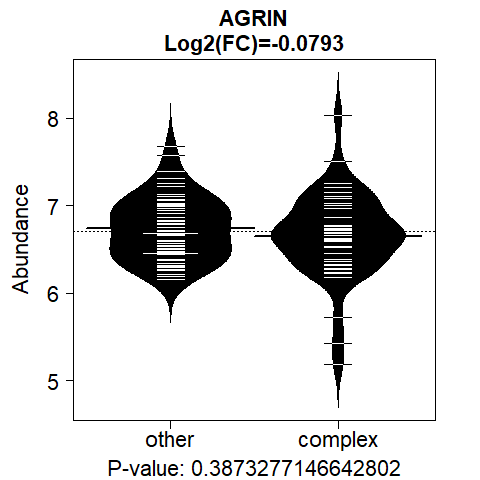 AGRIN
Log2(FC)=-0.0793
Abundance
8
7
6
5
other complex
P-value: 0.3873277146642802